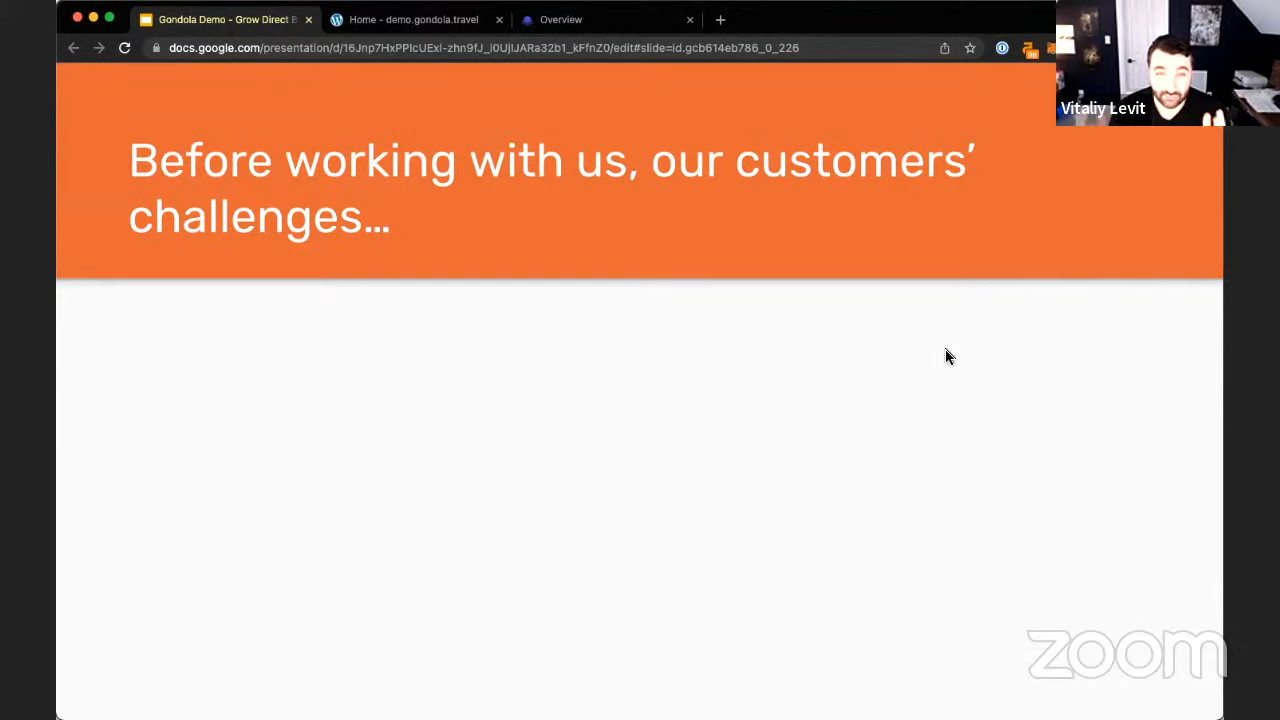 Gondola Demo - Grow Direct B
Home - demo.gondola.travel
Overview
docs.google.com/presentation/d/16Jnp7HxPPlcUExl-zhn9fJ_i0UjlJARa32b1_kFfnZ0/edit#slide=id.gcb614eb786_0_226
Vitaliy Levit
Before working with us, our customers’
challenges…
zoom